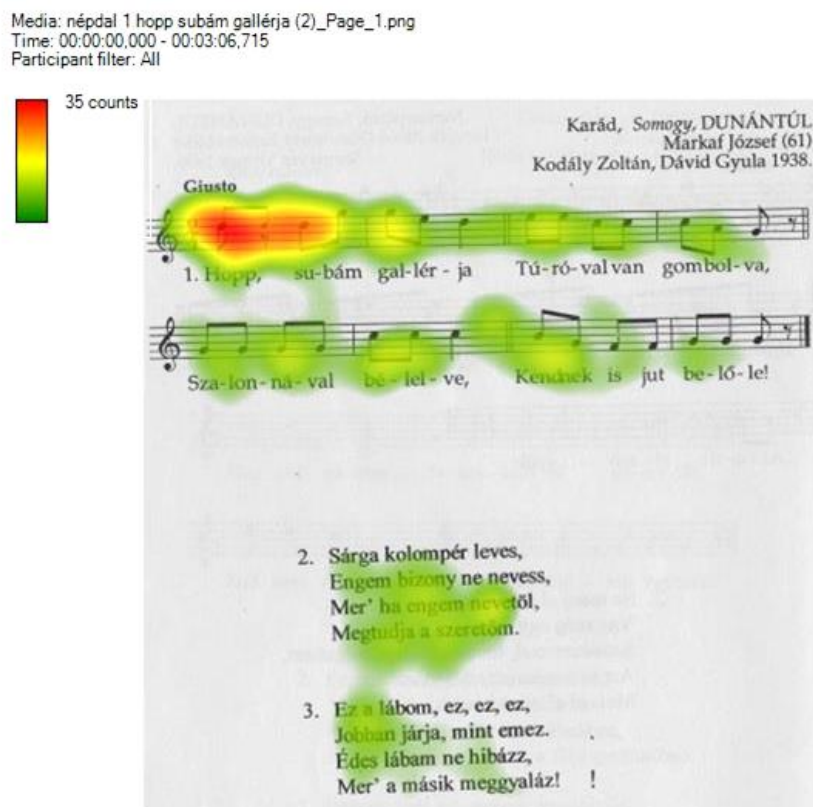 Media: népdal 1 hopp subám gallérja (2)_Page_1.png
Time: 00:00:00,000 - 00:03:06,715
Participant filter: All
35 counts
Karád, Somogy, DUNÁNTÚL
Markaf József (61)
Kodály Zoltán, Dávid Gyula 1938.
Giusto
1. Hopp, su-bám gal-lér-ja Tú-ró-val van gombol-va,
Sza-lon-ná-val bé-lel-ve, Kendnek is jut be-lő-le!
2. Sárga kolompér leves,
Engem bizony ne nevess,
Mer' ha engem nevetöl,
Megtudja a szeretöm.
3. Ez a lábom, ez, ez, ez,
Jobban járja, mint emez.
Édes lábam ne hibázz,
Mer' a másik meggyaláz! !